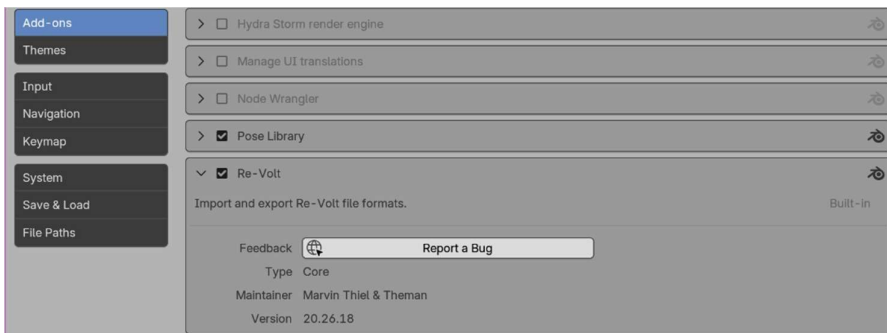 Add-ons
Themes
Input
Navigation
Keymap
System
Save & Load
File Paths
Hydra Storm render engine
Manage UI translations
Node Wrangler
Pose Library
Re-Volt
Import and export Re-Volt file formats.
Built-in
Feedback Report a Bug
Type Core
Maintainer Marvin Thiel & Theman
Version 20.26.18